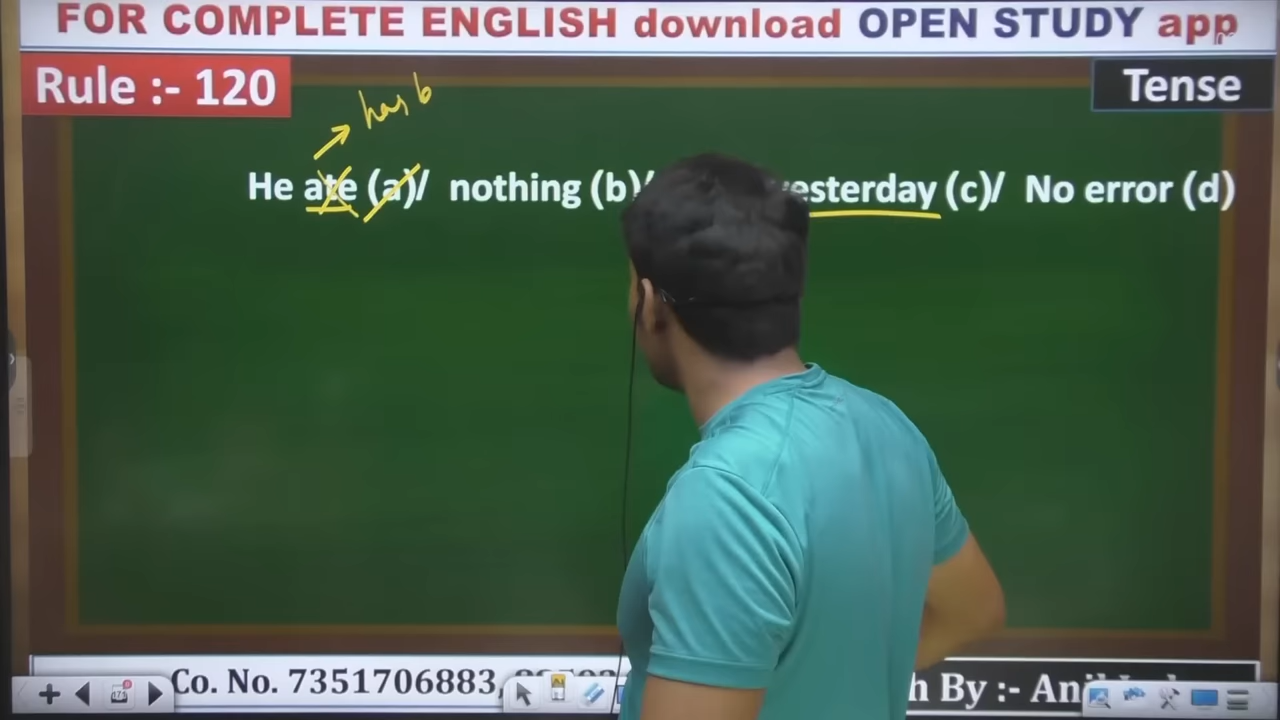 FOR COMPLETE ENGLISH download OPEN STUDY app
Rule :- 120
Tense
has b
He ate (a)/ nothing (b)/ yesterday (c)/ No error (d)
Co. No. 7351706883,
h By :- Anil